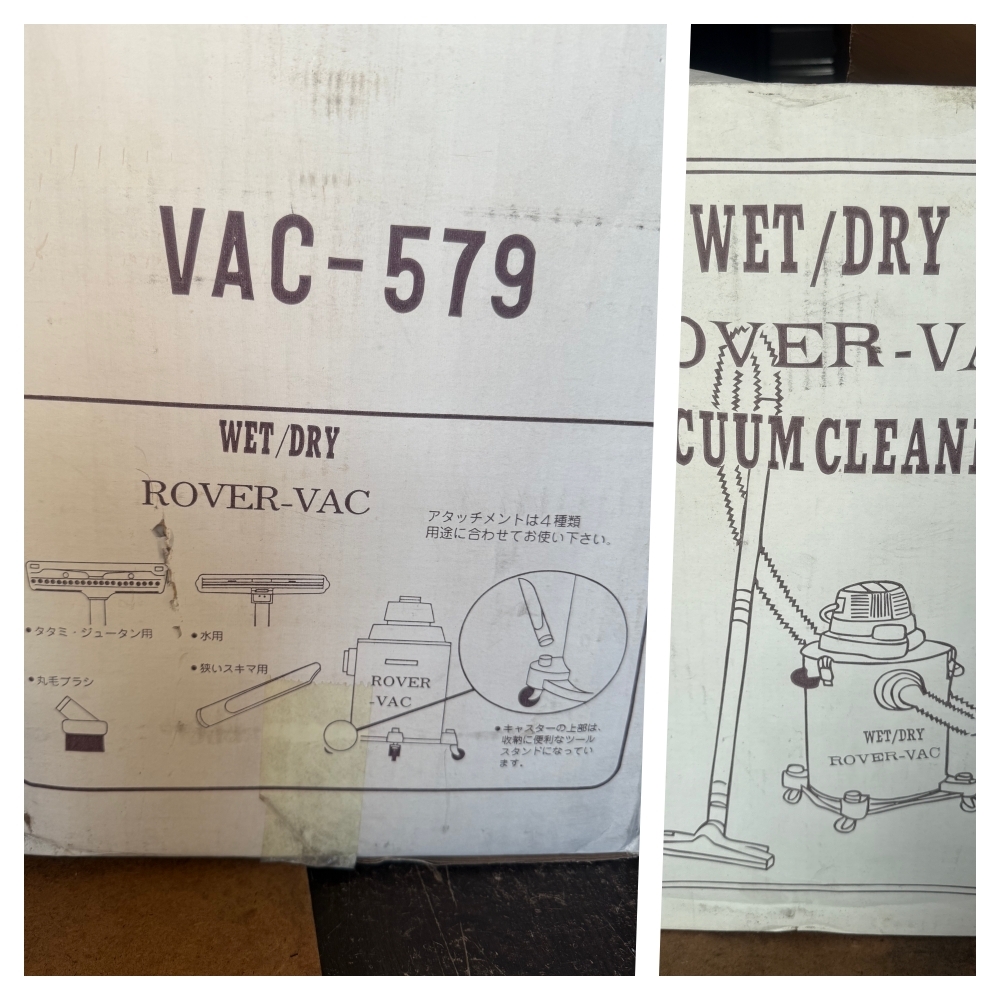 VAC-579
WET/DRY
ROVER-VAC
アタッチメントは4種類
用途に合わせてお使い下さい。
•タタミ・ジュータン用
•水用
•狭いスキマ用
•丸毛ブラシ
ROVER
-VAC
•キャスターの上部は、
収納に便利なツール
スタンドになってい
ます。
WET/DRY
OVER-VA
CUUM CLEAN
WET/DRY
ROVER-VAC